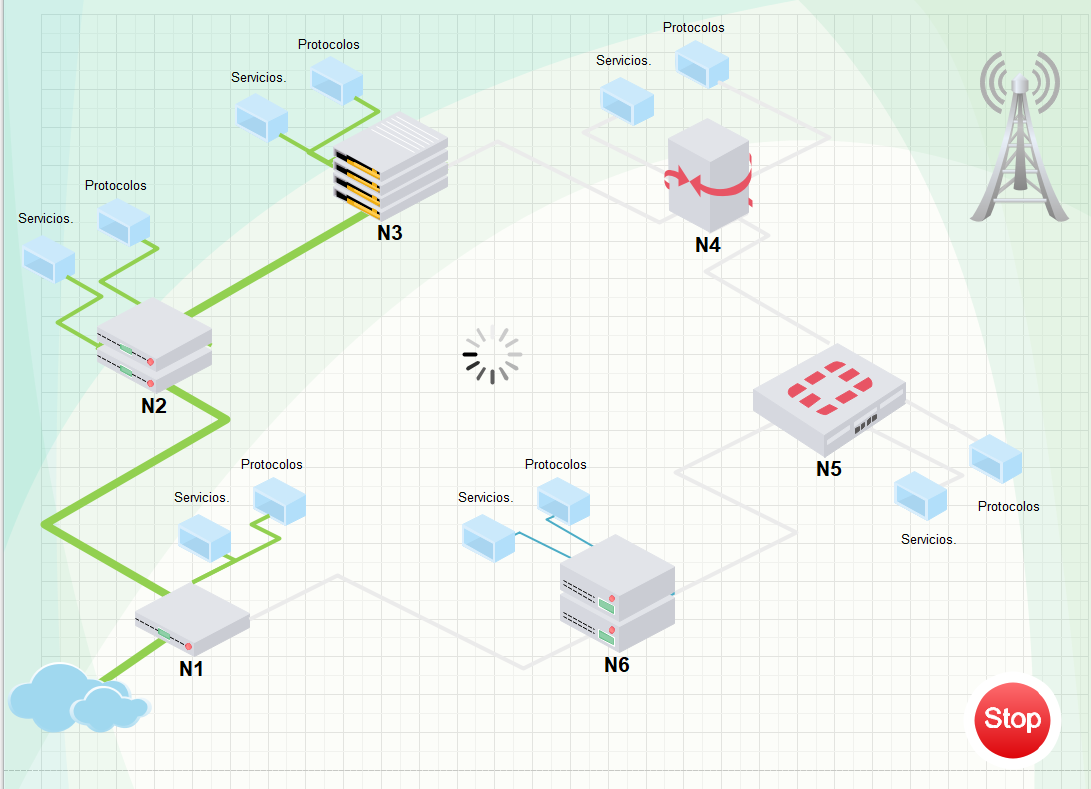 Protocolos
Servicios.
Protocolos
Servicios.
N3
N4
Protocolos
Servicios.
N2
N5
Protocolos
Servicios.
Protocolos
Servicios.
Protocolos
Servicios.
N1
N6
Stop